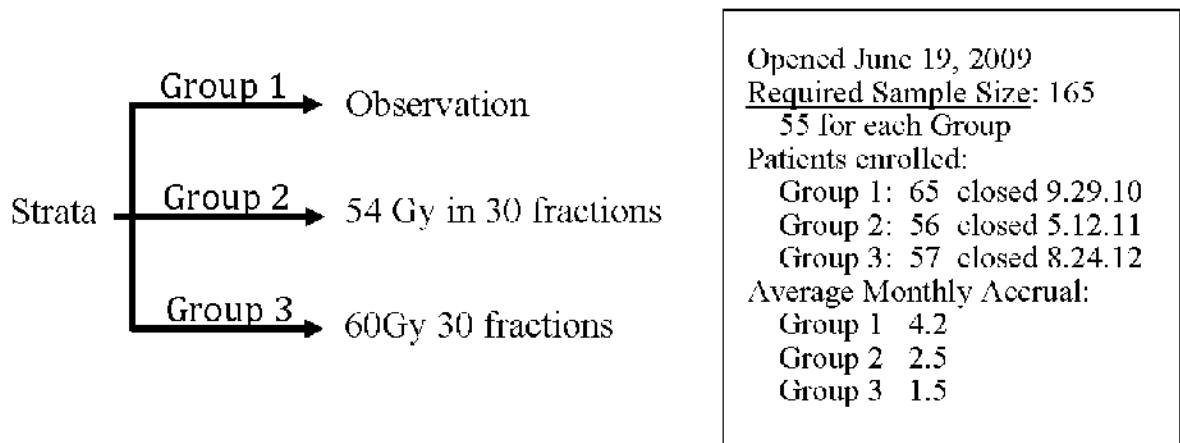 Group 1
Observation
Strata
Group 2
54 Gy in 30 fractions
Group 3
60Gy 30 fractions
Opened June 19, 2009
Required Sample Size: 165
55 for each Group
Patients enrolled:
Group 1: 65 closed 9.29.10
Group 2: 56 closed 5.12.11
Group 3: 57 closed 8.24.12
Average Monthly Accrual:
Group 1 4.2
Group 2 2.5
Group 3 1.5